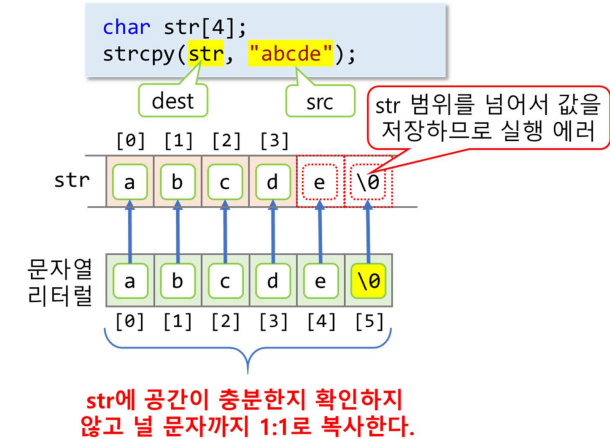 char str[4];
strcpy(str, "abcde");
dest
src
str 범위를 넘어서 값을
저장하므로 실행 에러
[0] [1] [2] [3]
str a b c d e \0
문자열
리터럴
a b c d e \0
[0] [1] [2] [3] [4] [5]
str에 공간이 충분한지 확인하지
않고 널 문자까지 1:1로 복사한다.